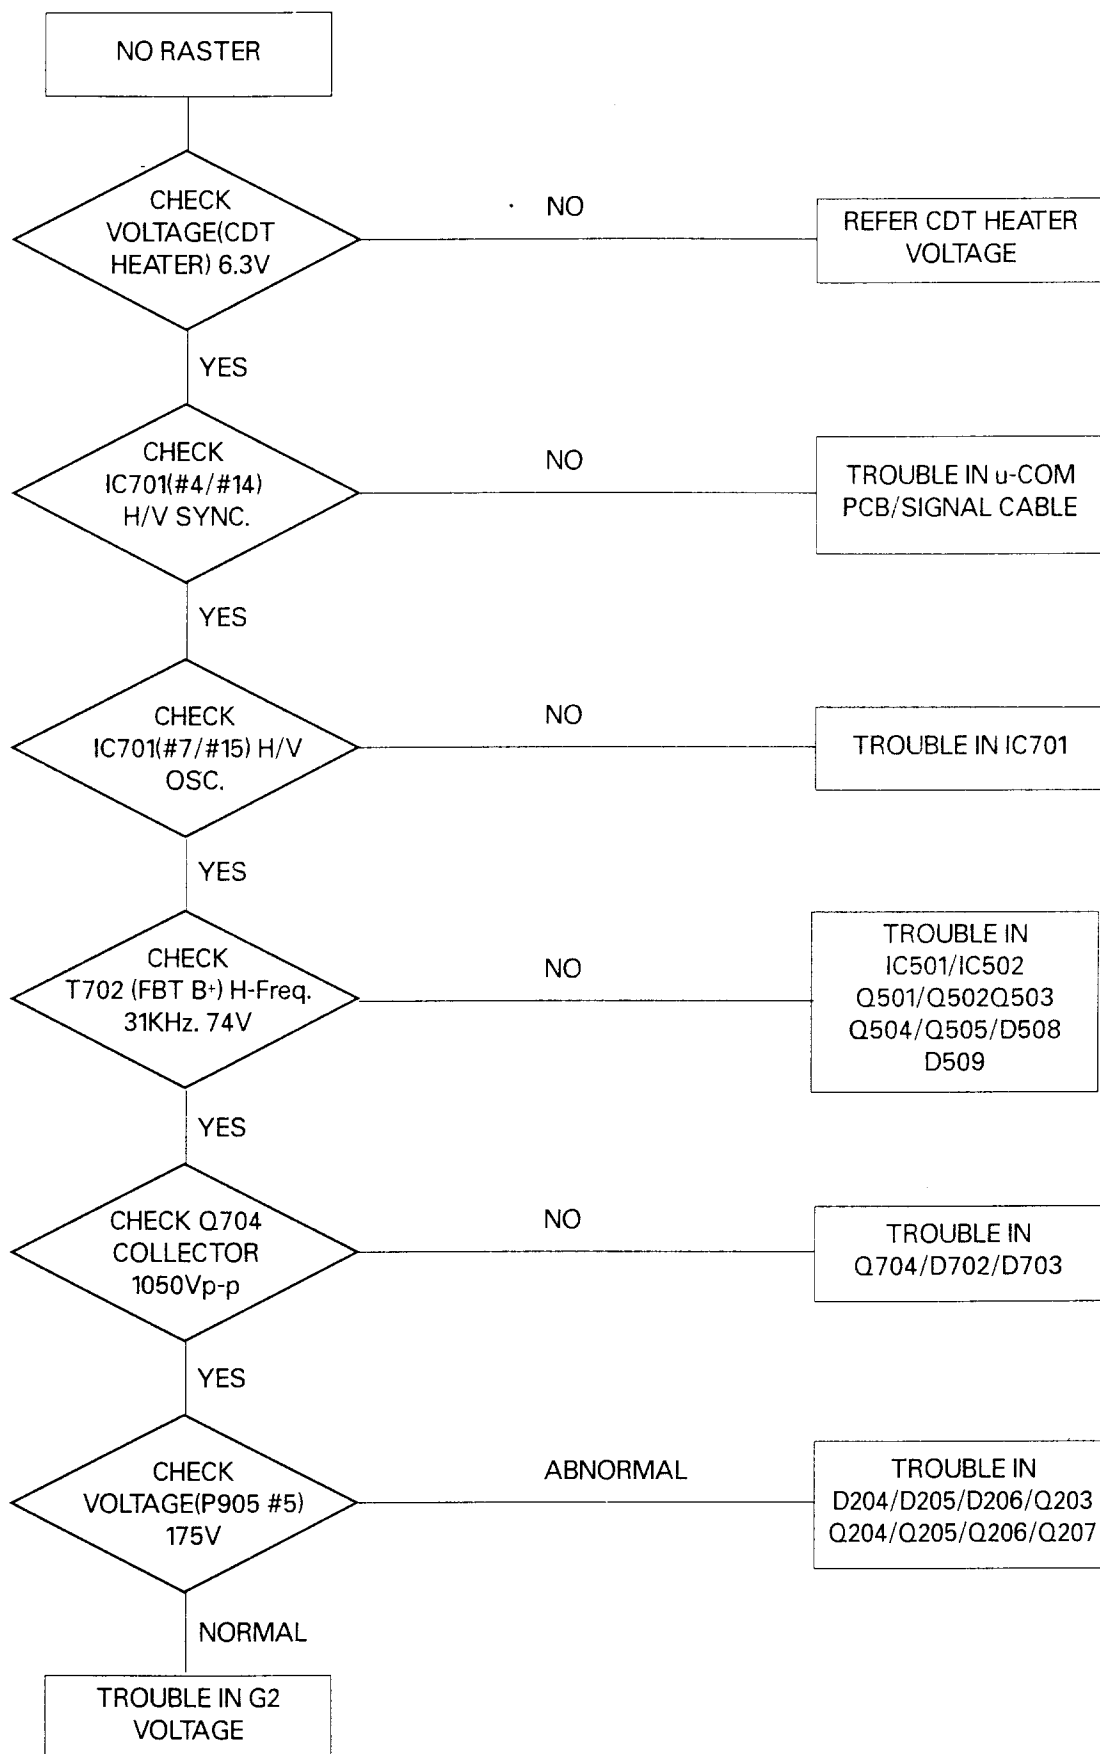 NO RASTER
CHECK
VOLTAGE(CDT
HEATER) 6.3V
NO
REFER CDT HEATER
VOLTAGE
YES
CHECK
IC701(#4/#14)
H/V SYNC.
NO
TROUBLE IN u-COM
PCB/SIGNAL CABLE
YES
CHECK
IC701(#7/#15) H/V
OSC.
NO
TROUBLE IN IC701
YES
CHECK
T702 (FBT B+) H-Freq.
31KHz. 74V
NO
TROUBLE IN
IC501/IC502
Q501/Q502Q503
Q504/Q505/D508
D509
YES
CHECK Q704
COLLECTOR
1050Vp-p
NO
TROUBLE IN
Q704/D702/D703
YES
CHECK
VOLTAGE(P905 #5)
175V
ABNORMAL
TROUBLE IN
D204/D205/D206/Q203
Q204/Q205/Q206/Q207
NORMAL
TROUBLE IN G2
VOLTAGE